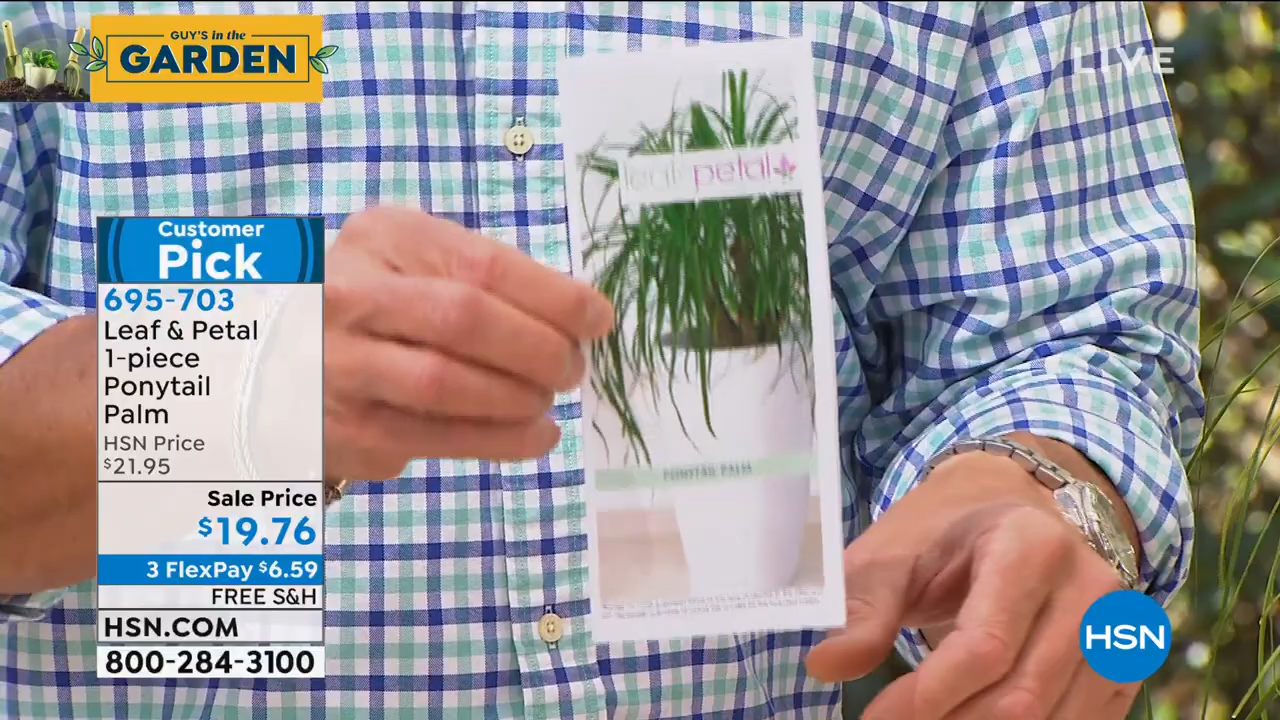 GUY'S in the
GARDEN
LIVE
leaf petal
PONYTAIL PALM
Customer
Pick
695-703
Leaf & Petal
1-piece
Ponytail
Palm
HSN Price
$21.95
Sale Price
$19.76
3 FlexPay $6.59
FREE S&H
HSN.COM
800-284-3100
HSN